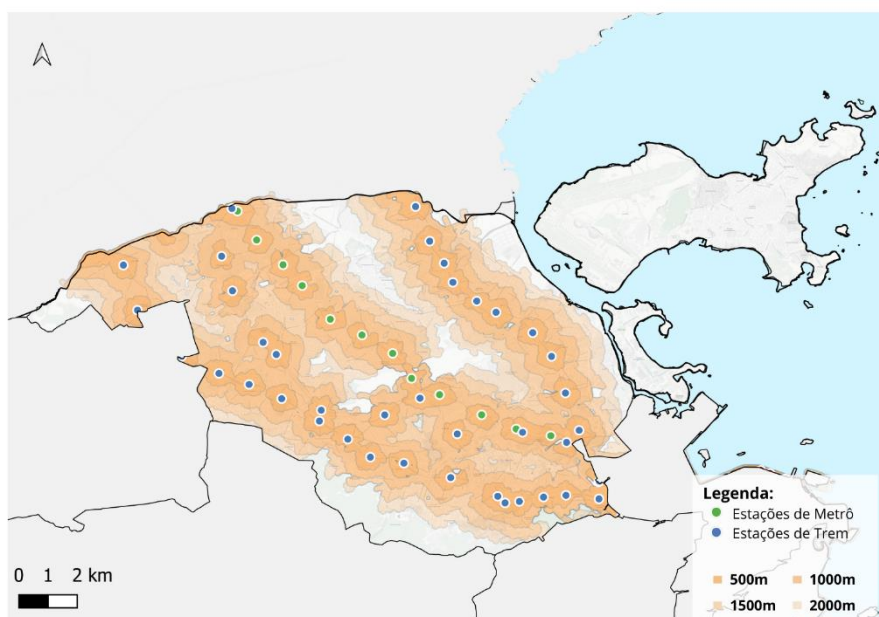 0 1 2 km
Legenda:
Estações de Metrô
Estações de Trem
500m 1000m
1500m 2000m